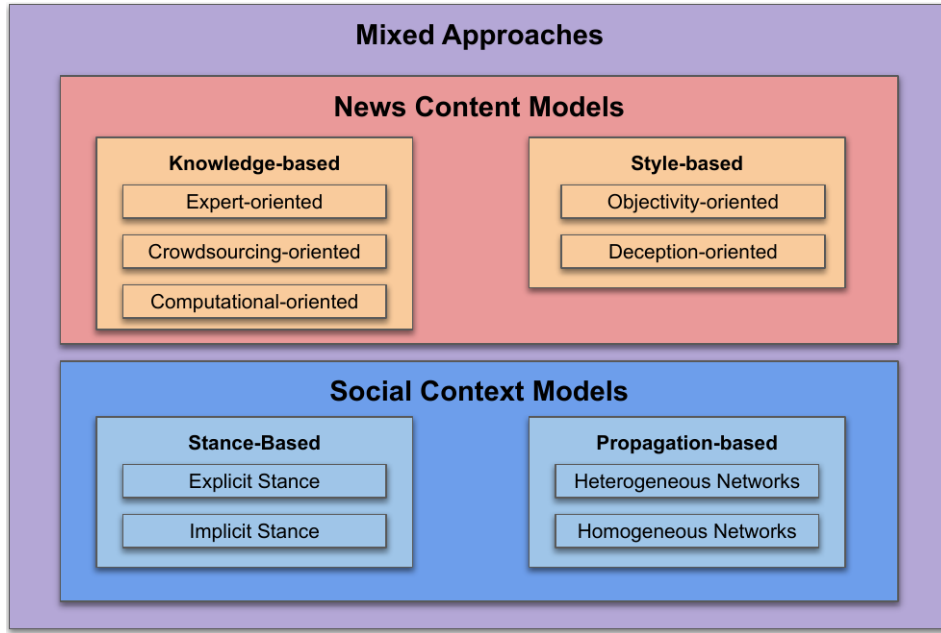 Mixed Approaches
News Content Models
Knowledge-based
Expert-oriented
Crowdsourcing-oriented
Computational-oriented
Style-based
Objectivity-oriented
Deception-oriented
Social Context Models
Stance-Based
Explicit Stance
Implicit Stance
Propagation-based
Heterogeneous Networks
Homogeneous Networks